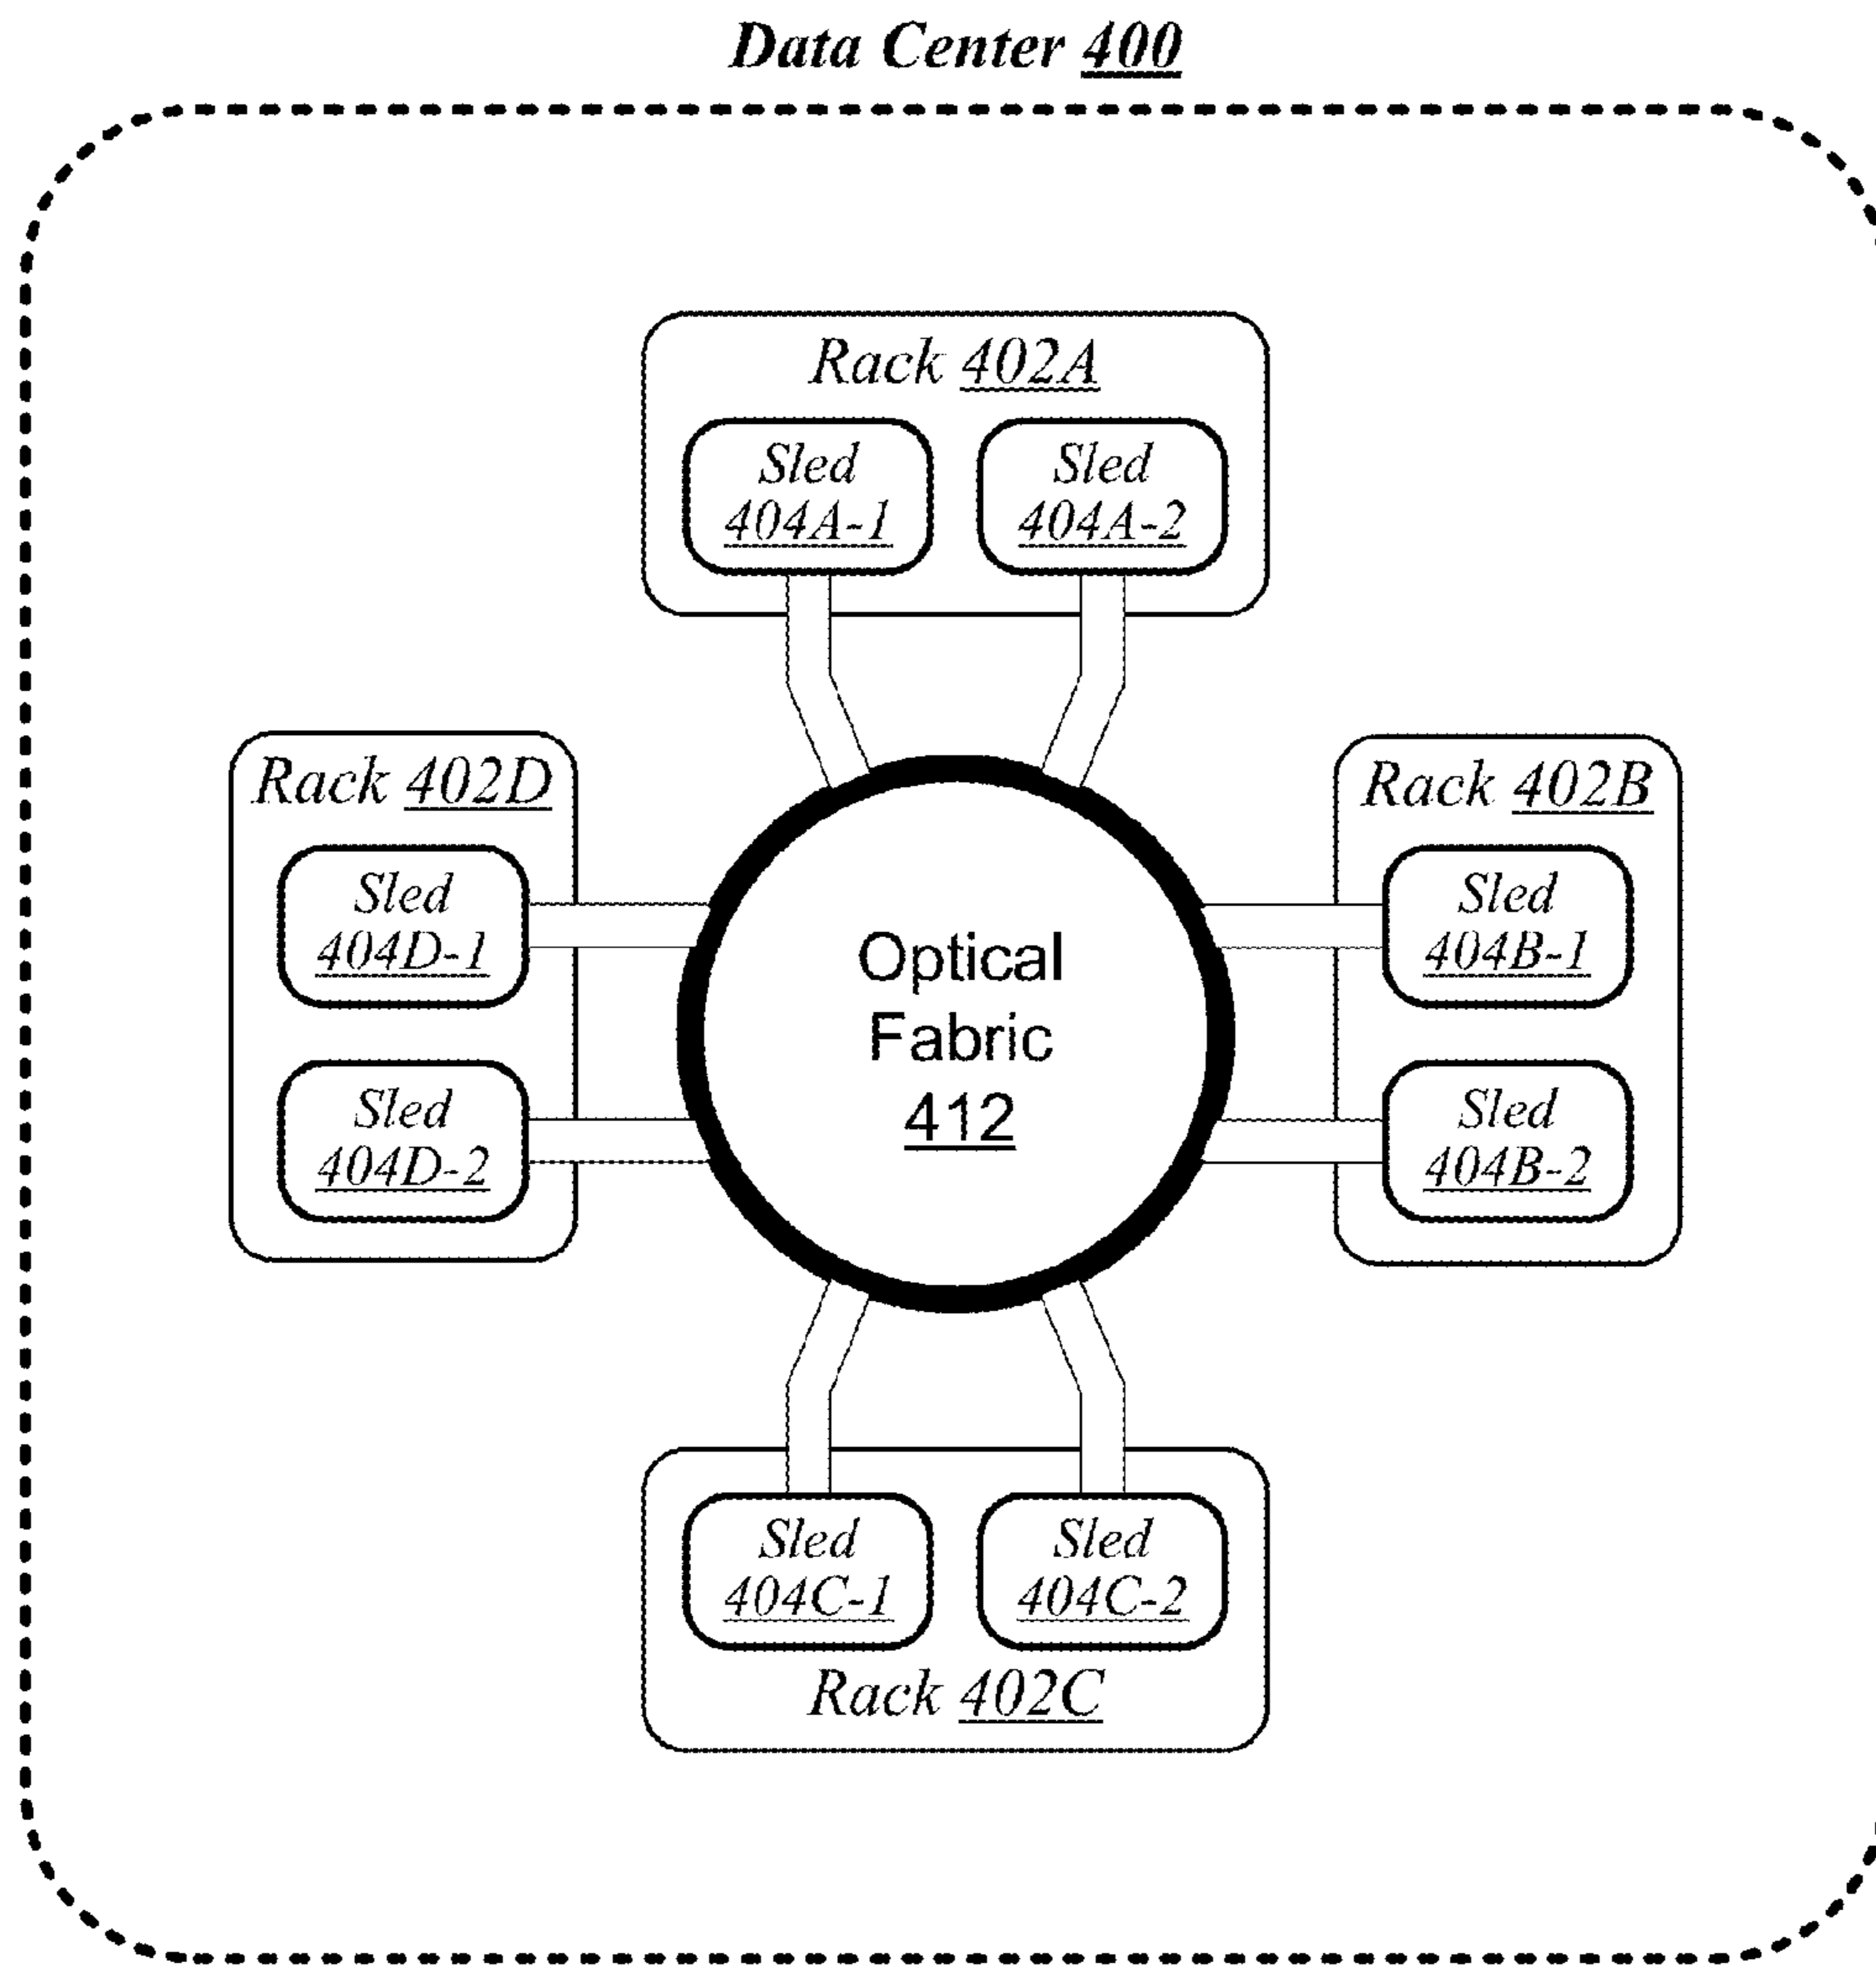 Data Center 400
Rack 402A
Sled
404A-1
Sled
404A-2
Rack 402D
Sled
404D-1
Sled
404D-2
Optical
Fabric
412
Rack 402B
Sled
404B-1
Sled
404B-2
Sled
404C-1
Sled
404C-2
Rack 402C